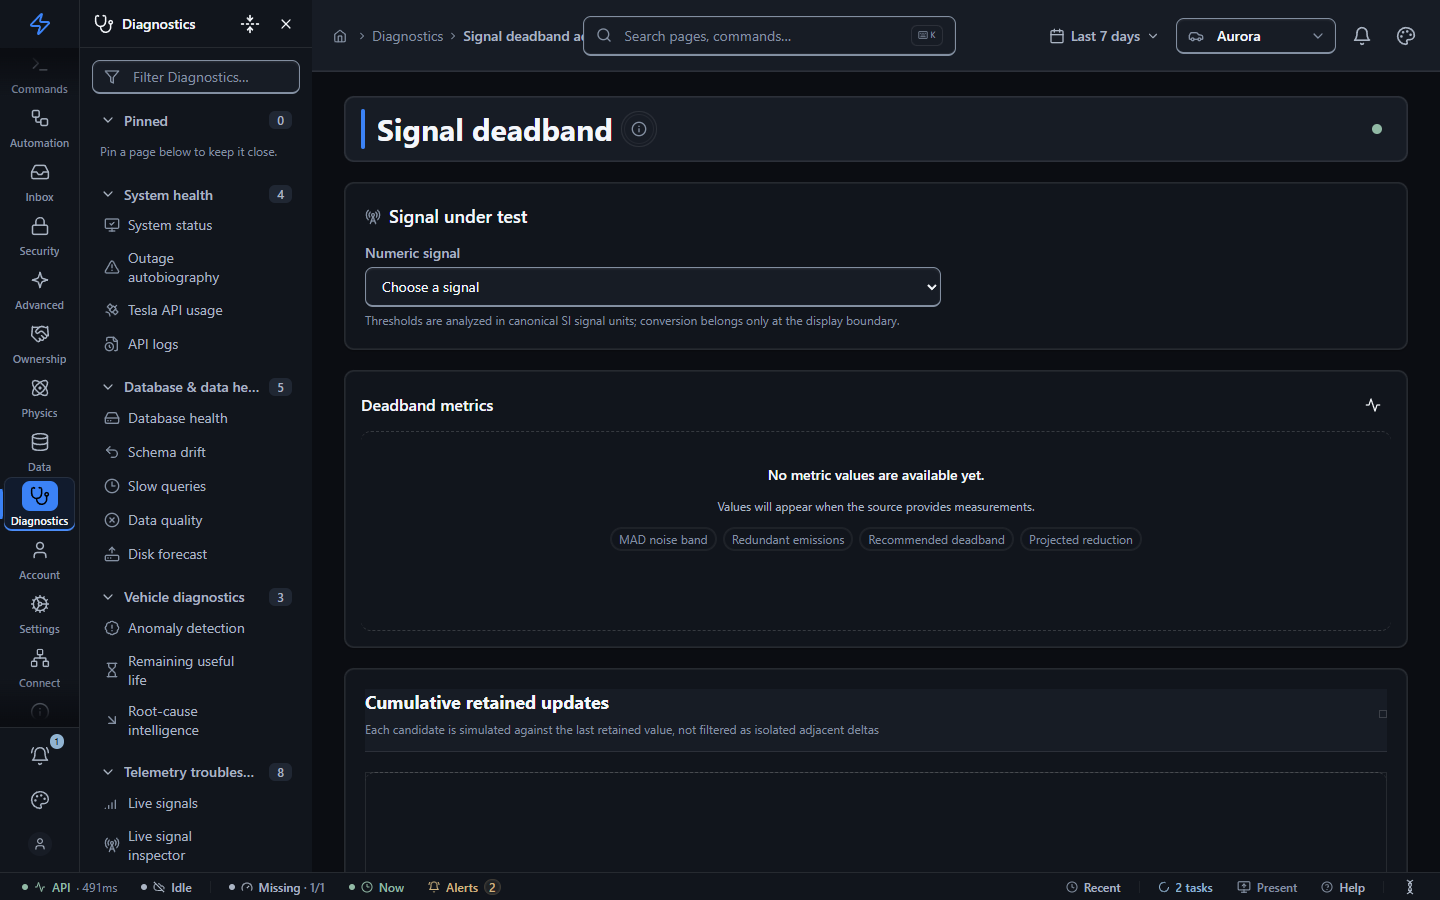 Diagnostics
Diagnostics
Signal deadband
Search pages, commands...
K
Last 7 days
Aurora
Commands
Automation
Inbox
Security
Advanced
Ownership
Physics
Data
Diagnostics
Account
Settings
Connect
1
Filter Diagnostics...
Pinned 0
Pin a page below to keep it close.
System health 4
System status
Outage
autobiography
Tesla API usage
API logs
Database & data he... 5
Database health
Schema drift
Slow queries
Data quality
Disk forecast
Vehicle diagnostics 3
Anomaly detection
Remaining useful
life
Root-cause
intelligence
Telemetry troubles... 8
Live signals
Live signal
inspector
Signal deadband
Signal under test
Numeric signal
Choose a signal
Thresholds are analyzed in canonical SI signal units; conversion belongs only at the display boundary.
Deadband metrics
No metric values are available yet.
Values will appear when the source provides measurements.
MAD noise band
Redundant emissions
Recommended deadband
Projected reduction
Cumulative retained updates
Each candidate is simulated against the last retained value, not filtered as isolated adjacent deltas
API · 491ms
Idle
Missing · 1/1
Now
Alerts 2
Recent
2 tasks
Present
Help